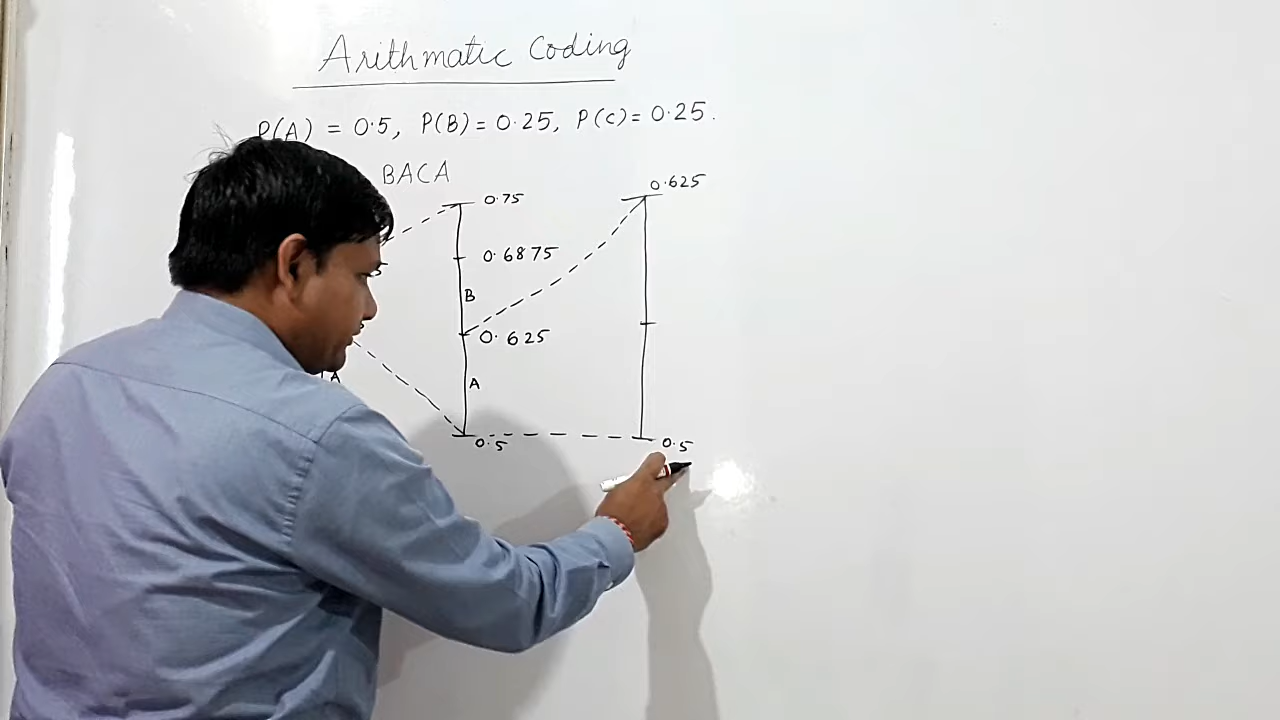 Arithmatic Coding
P(A) = 0.5, P(B) = 0.25, P(C) = 0.25.
BACA
0.75
0.625
0.6875
B
0.625
A
A
0.5
0.5